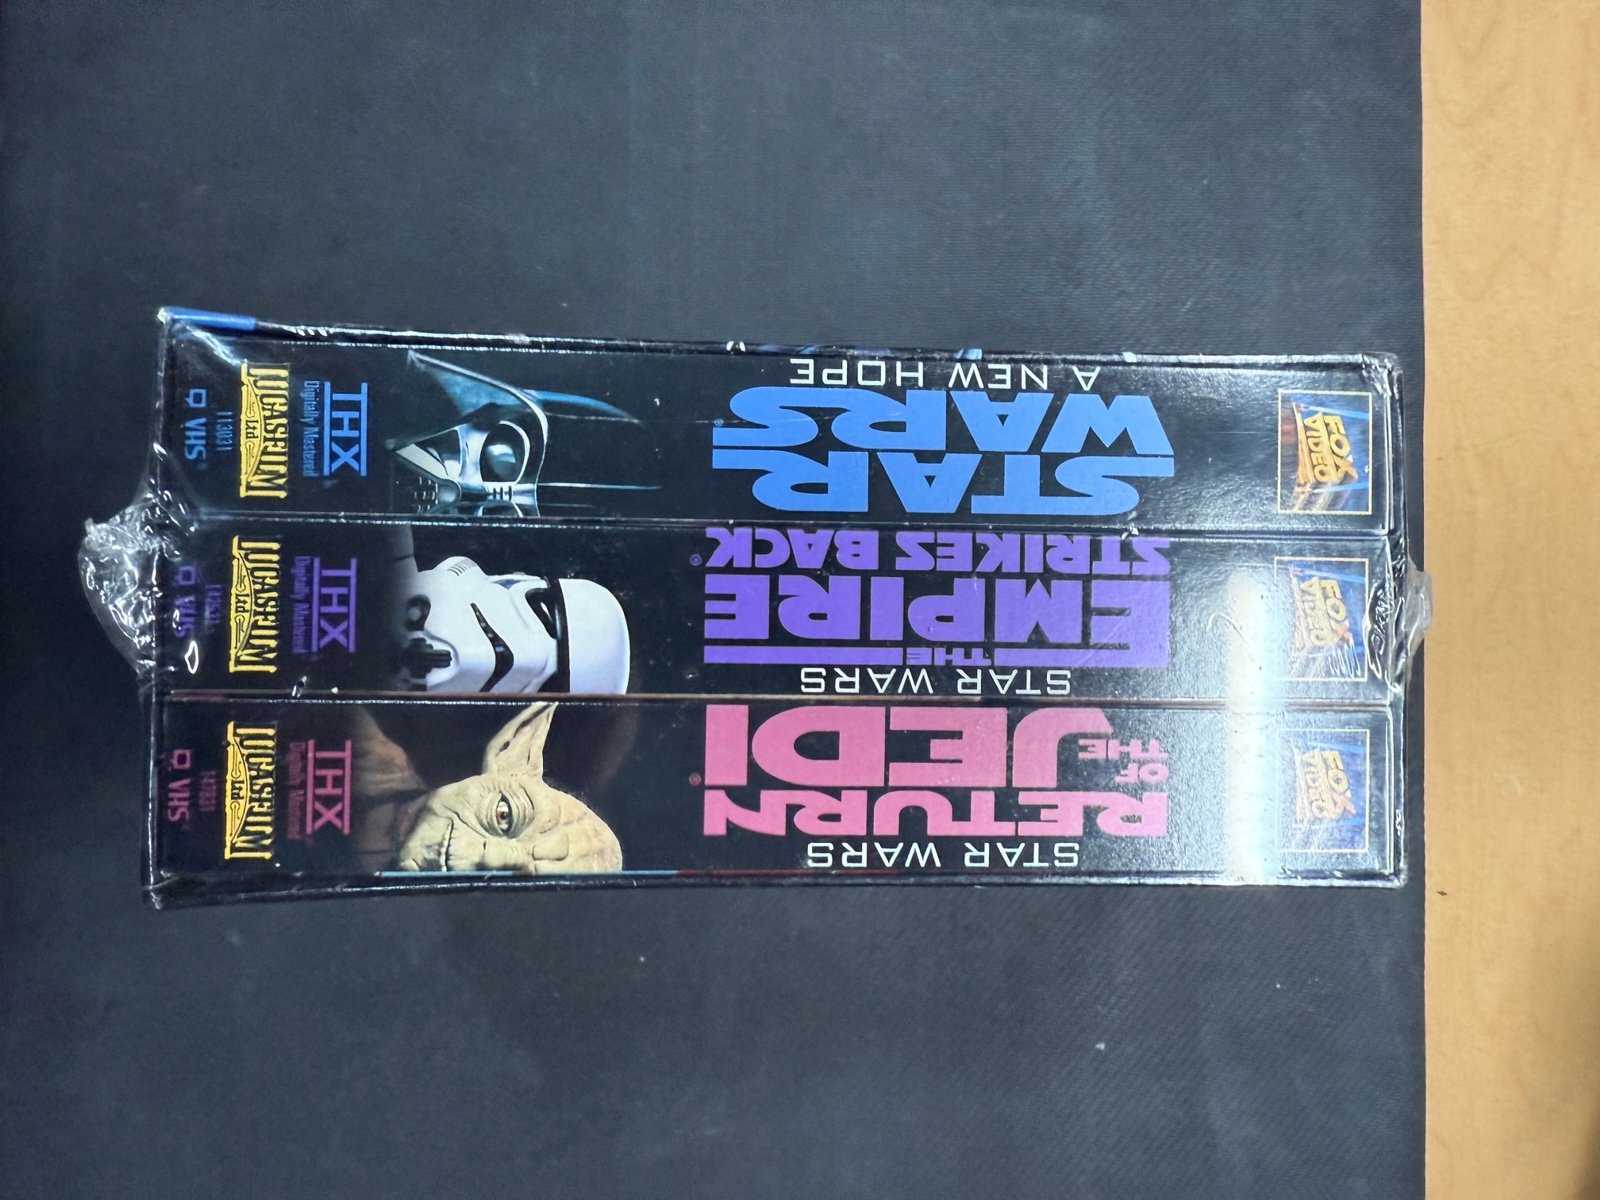 A NEW HOPE
STAR
WARS
FOX
VIDEO
THX
Digitally Mastered
LUCASFILM
Ltd
VHS
STAR WARS
THE
EMPIRE
STRIKES BACK
FOX
VIDEO
THX
Digitally Mastered
LUCASFILM
Ltd
VHS
STAR WARS
RETURN
OF
THE
JEDI
FOX
VIDEO
THX
Digitally Mastered
LUCASFILM
Ltd
VHS